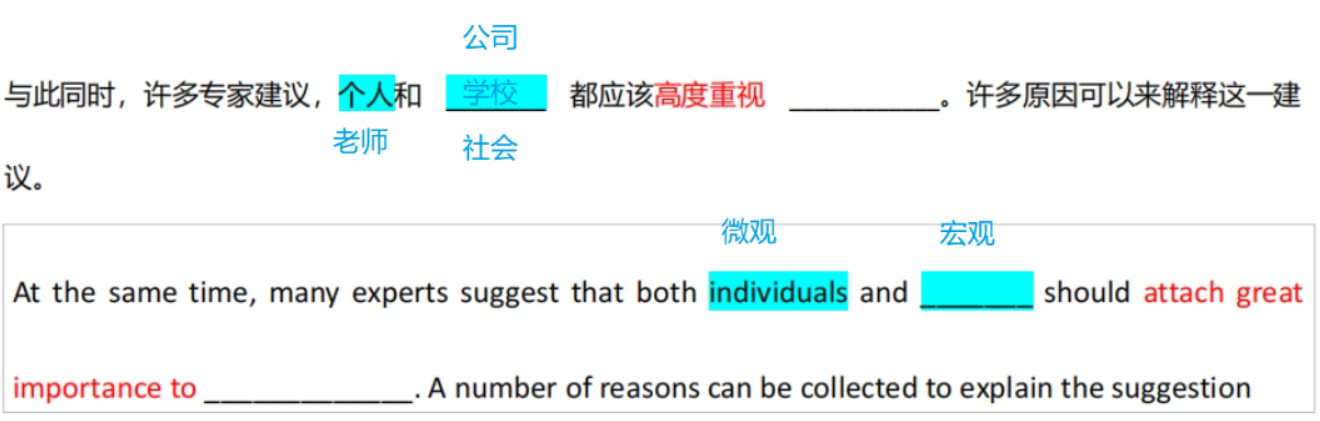 公司
与此同时，许多专家建议，个人和 学校 都应该高度重视 ___________。许多原因可以来解释这一建
老师 社会
议。
微观 宏观
At the same time, many experts suggest that both individuals and _______ should attach great
importance to ______________. A number of reasons can be collected to explain the suggestion